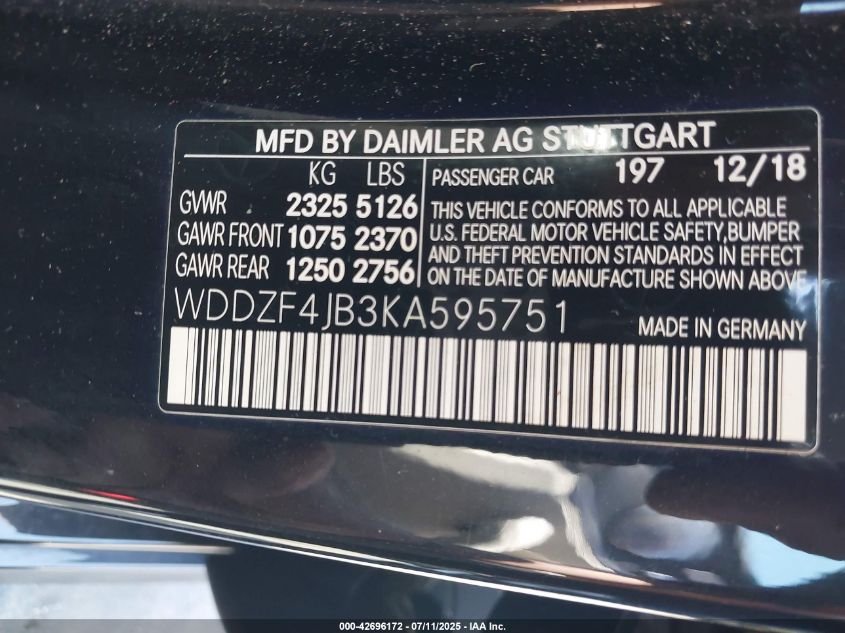 MFD BY DAIMLER AG STUTTGART
KG LBS
PASSENGER CAR 197 12/18
GVWR 2325 5126
GAWR FRONT 1075 2370
GAWR REAR 1250 2756
THIS VEHICLE CONFORMS TO ALL APPLICABLE
U.S. FEDERAL MOTOR VEHICLE SAFETY,BUMPER
AND THEFT PREVENTION STANDARDS IN EFFECT
ON THE DATE OF MANUFACTURE SHOWN ABOVE
WDDZF4JB3KA595751
MADE IN GERMANY
000-42696172 - 07/11/2025 - IAA Inc.